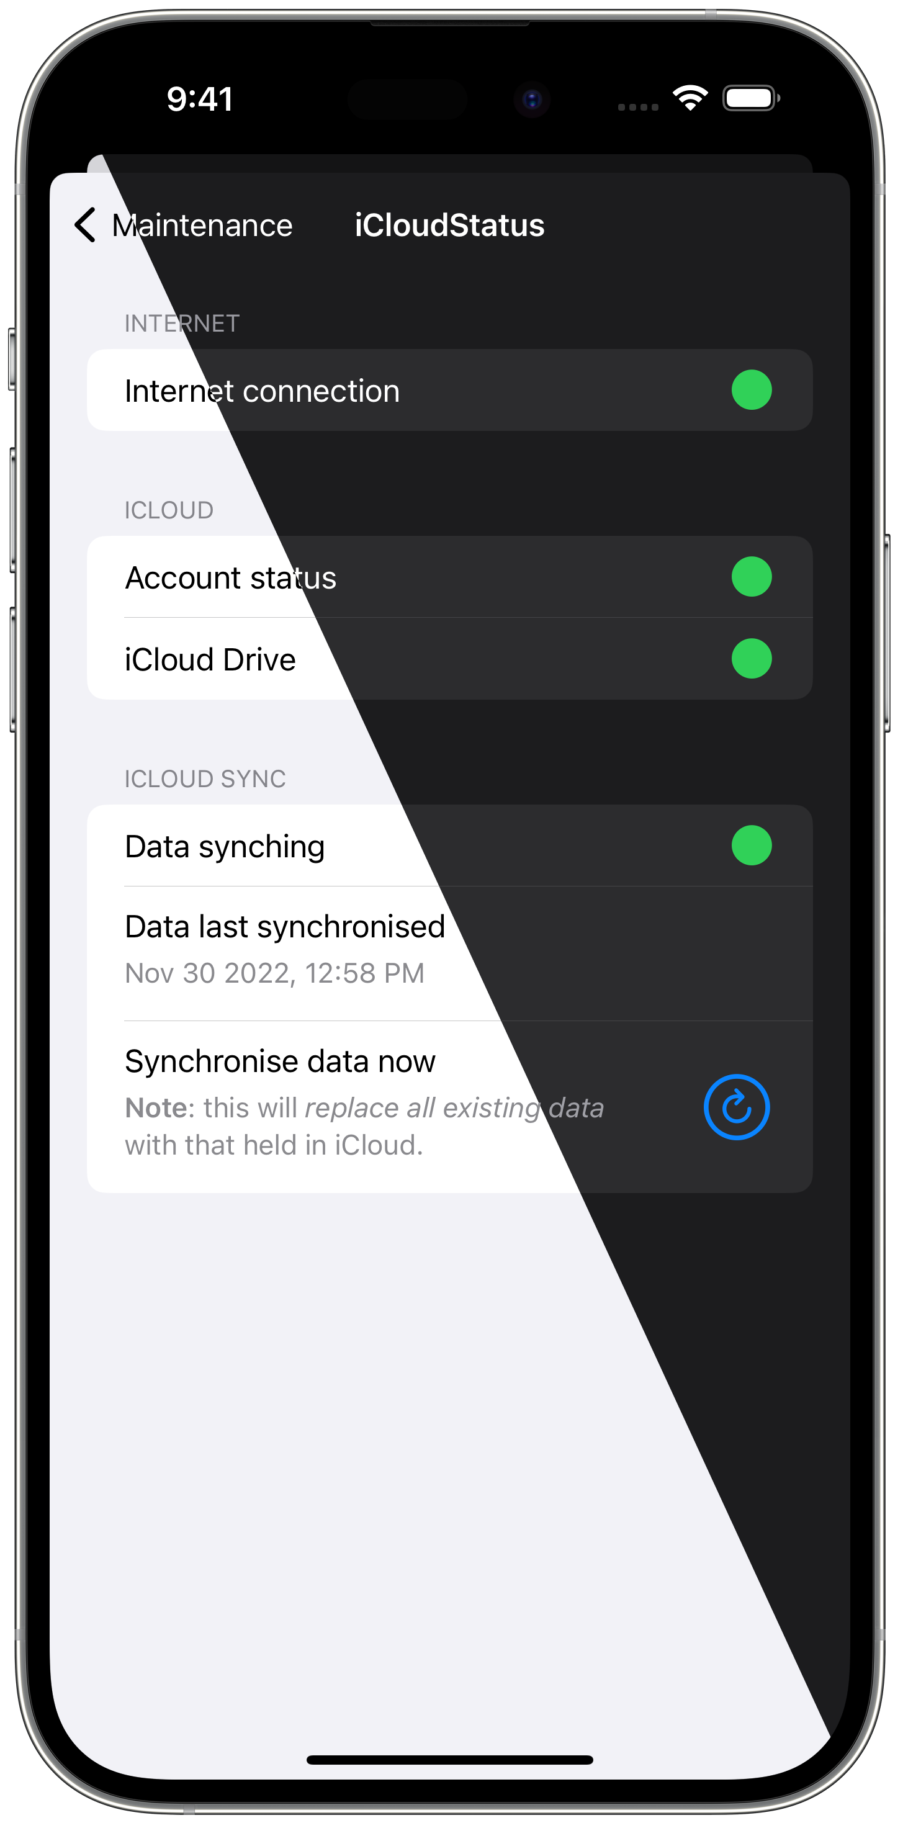 9:41
Maintenance iCloudStatus
INTERNET
Internet connection
ICLOUD
Account status
iCloud Drive
ICLOUD SYNC
Data synching
Data last synchronised
Nov 30 2022, 12:58 PM
Synchronise data now
Note: this will replace all existing data
with that held in iCloud.